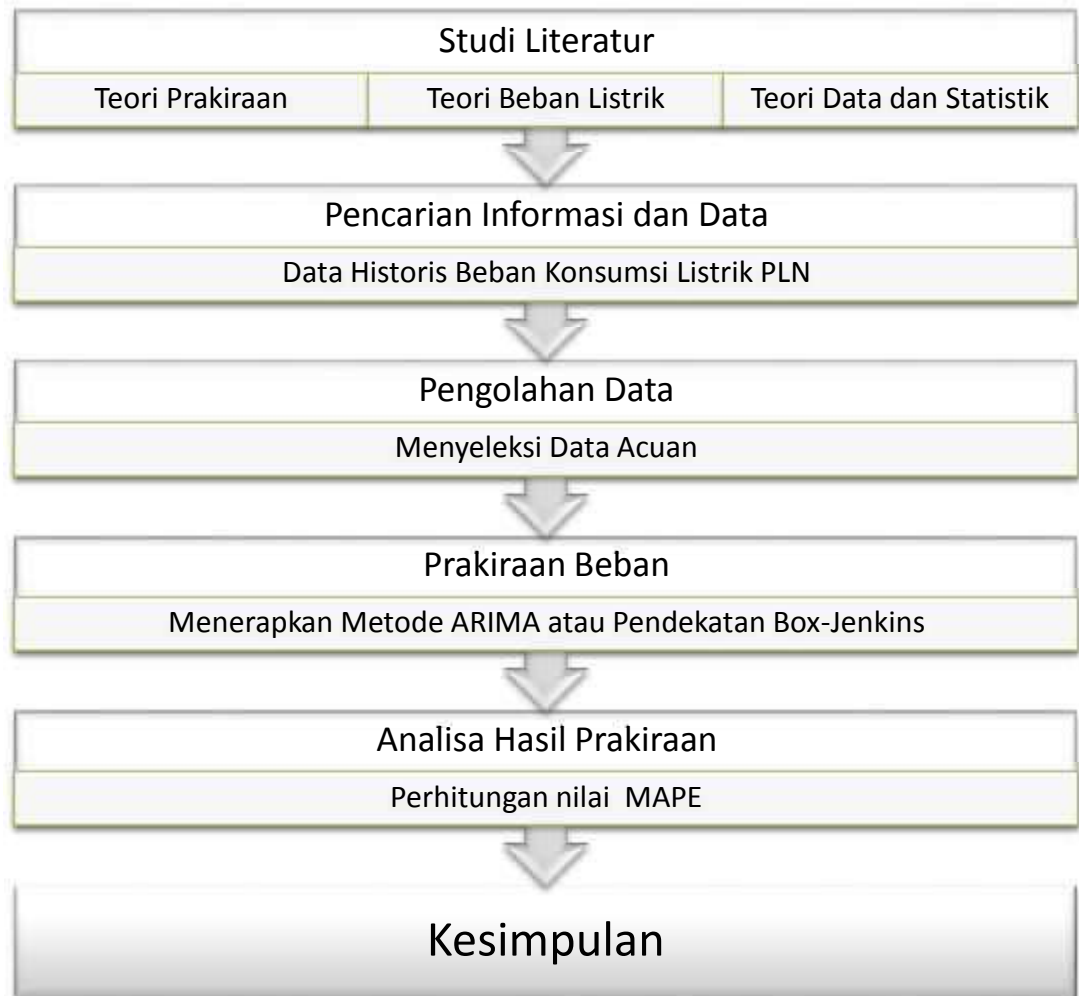 Studi Literatur
Teori Prakiraan
Teori Beban Listrik
Teori Data dan Statistik
Pencarian Informasi dan Data
Data Historis Beban Konsumsi Listrik PLN
Pengolahan Data
Menyeleksi Data Acuan
Prakiraan Beban
Menerapkan Metode ARIMA atau Pendekatan Box-Jenkins
Analisa Hasil Prakiraan
Perhitungan nilai MAPE
Kesimpulan